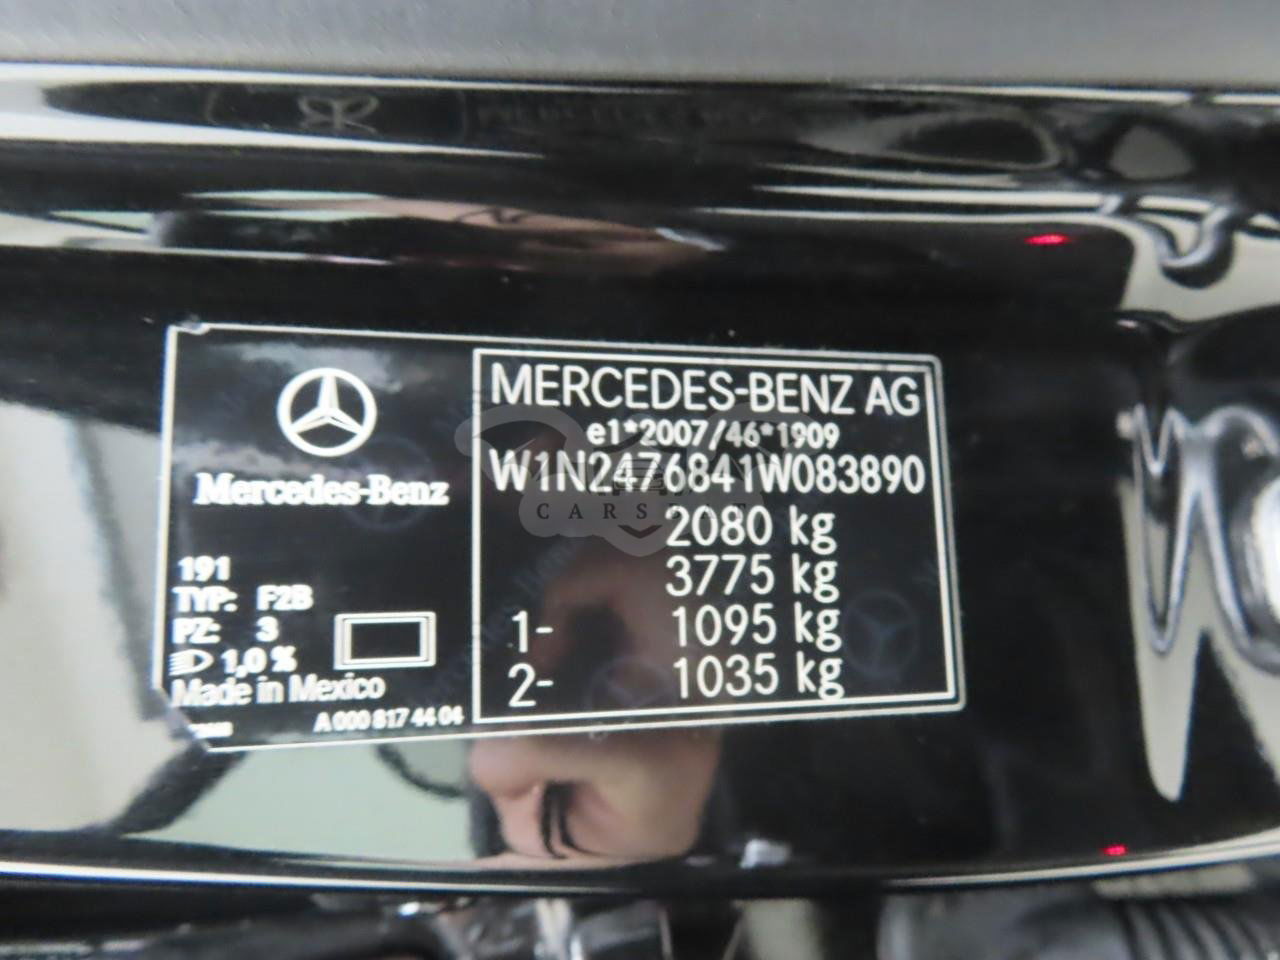 Mercedes-Benz
191
TYP: F2B
PZ: 3
1,0 %
Made in Mexico
A 000 817 44 04
MERCEDES-BENZ AG
e1*2007/46*1909
W1N2476841W083890
2080 kg
3775 kg
1- 1095 kg
2- 1035 kg
CARSBAT